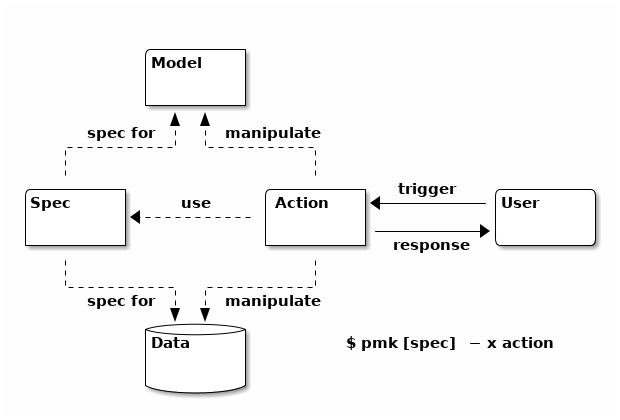 Model
spec for
manipulate
trigger
Spec
use
Action
User
response
spec for
manipulate
Data
$ pmk [spec] − x action